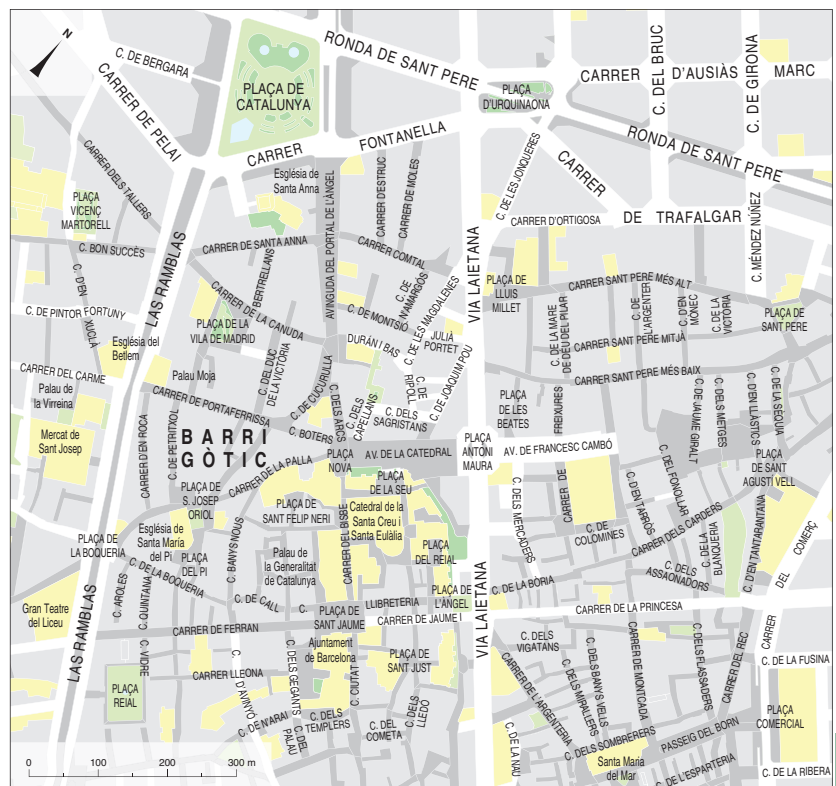 N
C. DE BERGARA
CARRER DE PELAI
PLAÇA DE
CATALUNYA
RONDA DE SANT PERE
PLAÇA
D'URQUINAONA
CARRER D'AUSIÀS MARC
C. DEL BRUC
C. DE GIRONA
RONDA DE SANT PERE
CARRER FONTANELLA
CARRER DE TRAFALGAR
CARRER DELS TALLERS
PLAÇA
VICENÇ
MARTORELL
Església de
Santa Anna
AVINGUDA DEL PORTAL DE L'ÀNGEL
CARRER D'ESTRUC
CARRER DE MOLES
C. DE LES JONQUERES
CARRER D'ORTIGOSA
C. MÉNDEZ NÚÑEZ
C. BON SUCCÈS
LAS RAMBLAS
CARRER DE SANTA ANNA
BERTRELLANS
CARRER COMTAL
C. DE
N'AMARGÓS
C. DE LES MAGDALENES
VIA LAIETANA
PLAÇA DE
LLUIS
MILLET
CARRER SANT PERE MÉS ALT
C. D'EN
XUCLÀ
C. DE PINTOR FORTUNY
CARRER DE LA CANUDA
PLAÇA DE LA
VILA DE MADRID
C. DE MONTSIÓ
DURÁN I BAS
JULIÀ
PORTET
C. DE LA MARE
DE DEU DEL PILAR
C. DE
L'ARGENTER
C. D'EN
MÒNEC
C. DE LA
VICTÒRIA
PLAÇA DE
SANT PERE
CARRER SANT PERE MITJÀ
Església del
Betlem
CARRER DEL CARME
Palau Moja
C. DEL DUC
DE LA VICTÒRIA
C. DE CUCURULLA
C. DELS ARCS
C. DELS
CAPELLANS
C. DE
RIPOLL
C. DE JOAQUIM POU
CARRER SANT PERE MÉS BAIX
Palau de
la Virreina
CARRER DE PORTAFERRISSA
C. BOTERS
C. DELS
SAGRISTANS
PLAÇA
DE LES
BEATES
FREIXURES
CARRER DE
C. DE JAUME GIRALT
C. DELS METGES
C. D'EN LLÀSTICS
C. DE LA SÈQUIA
Mercat de
Sant Josep
CARRER D'EN ROCA
C. DE PETRITXOL
BARRI
GÒTIC
PLAÇA
NOVA
AV. DE LA CATEDRAL
PLAÇA
ANTONI
MAURA
AV. DE FRANCESC CAMBÓ
CARRER DE LA PALLA
PLAÇA
DE LA SEU
PLAÇA
DE SANT
AGUSTÍ VELL
PLAÇA DE
S. JOSEP
ORIOL
PLAÇA DE
SANT FELIP NERI
Catedral de la
Santa Creu i
Santa Eulàlia
C. DELS MERCADERS
C. DEL FONOLLAR
C. D'EN TARRÒS
CARRER DELS CARDERS
PLAÇA DE
LA BOQUERIA
Església de
Santa María
del Pi
PLAÇA
DEL PI
C. BANYS NOUS
Palau de
la Generalitat
de Catalunya
CARRER DEL BISBE
PLAÇA
DEL REIAL
C. DE
COLOMINES
C. DE LA
BLANQUERIA
C. DELS
ASSAONADORS
C. D'EN TANTARANTANA
CARRER DEL COMERÇ
C. DE LA BOQUERIA
C. AROLES
C. QUINTANA
Gran Teatre
del Liceu
C. DE CALL
C. LLIBRETERIA
PLAÇA DE
L'ÀNGEL
C. DE LA BÒRIA
CARRER DE LA PRINCESA
LAS RAMBLAS
CARRER DE FERRAN
PLAÇA DE
SANT JAUME
CARRER DE JAUME I
VIA LAIETANA
C. VIDRE
CARRER LLEONA
C. D'AVINYÓ
C. DELS GEGANTS
Ajuntament
de Barcelona
C. CIUTAT
PLAÇA DE
SANT JUST
C. DELS
VIGATANS
CARRER DE L'ARGENTERIA
C. DELS MIRALLERS
C. DELS BANYS VELLS
CARRER DE MONTCADA
C. DELS FLASSADERS
CARRER DEL REC
C. DE LA FUSINA
PLAÇA
REIAL
C. DE N'ARAI
C. DEL
PALAU
C. DELS
TEMPLERS
C. DEL
COMETA
C. DELS
LLEDÓ
C. DE LA NAU
C. DELS SOMBRERERS
PASSEIG DEL BORN
PLAÇA
COMERCIAL
Santa Maria
del Mar
C. DE L'ESPARTERIA
C. DE LA RIBERA
0 100 200 300 m